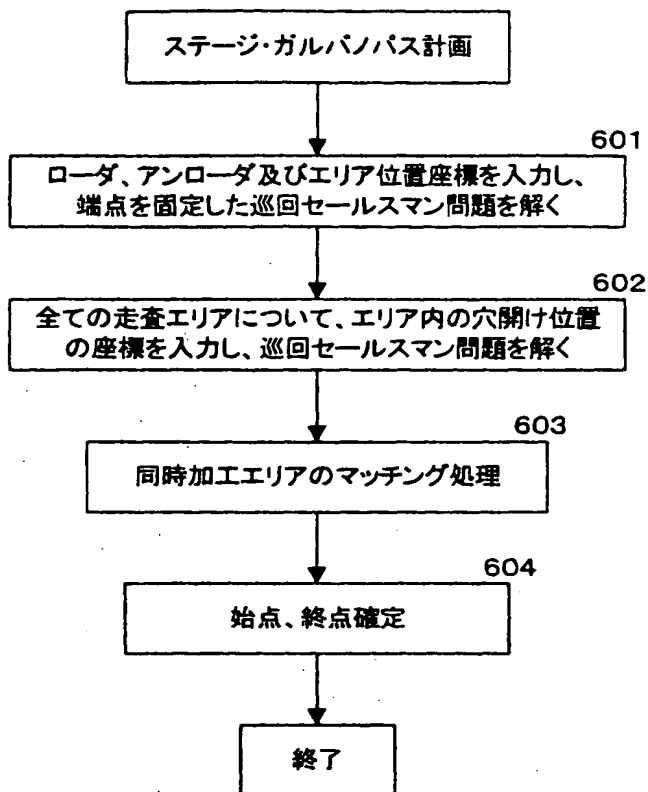 ステージ・ガルバノパス計画
601
ローダ、アンローダ及びエリア位置座標を入力し、
端点を固定した巡回セールスマン問題を解く
602
全ての走査エリアについて、エリア内の穴開け位置
の座標を入力し、巡回セールスマン問題を解く
603
同時加工エリアのマッチング処理
604
始点、終点確定
終了